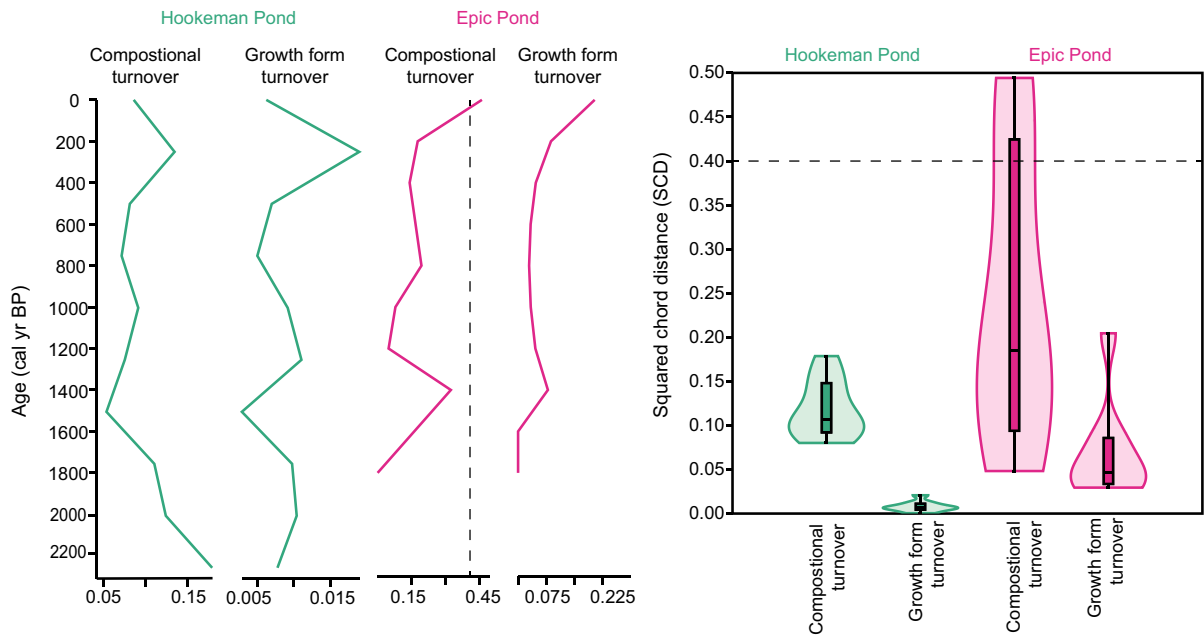 Hookeman Pond
Epic Pond
Compostional
turnover
Growth form
turnover
Compostional
turnover
Growth form
turnover
Age (cal yr BP)
0
200
400
600
800
1000
1200
1400
1600
1800
2000
2200
0.05
0.15
0.005
0.015
0.15
0.45
0.075
0.225
Hookeman Pond
Epic Pond
Squared chord distance (SCD)
0.50
0.45
0.40
0.35
0.30
0.25
0.20
0.15
0.10
0.05
0.00
Compostional
turnover
Growth form
turnover
Compostional
turnover
Growth form
turnover